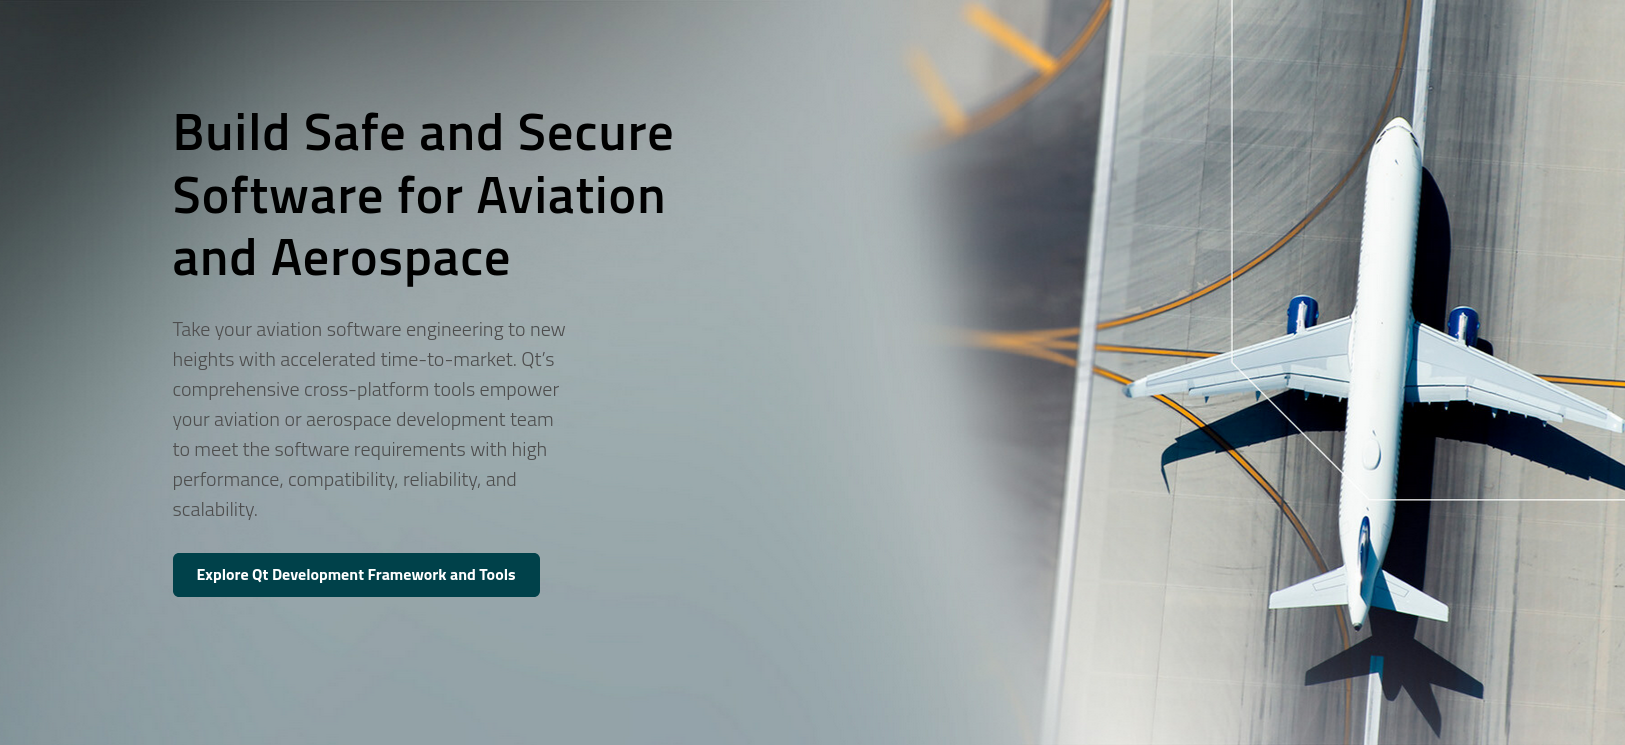 Build Safe and Secure
Software for Aviation
and Aerospace
Take your aviation software engineering to new
heights with accelerated time-to-market. Qt's
comprehensive cross-platform tools empower
your aviation or aerospace development team
to meet the software requirements with high
performance, compatibility, reliability, and
scalability.
Explore Qt Development Framework and Tools